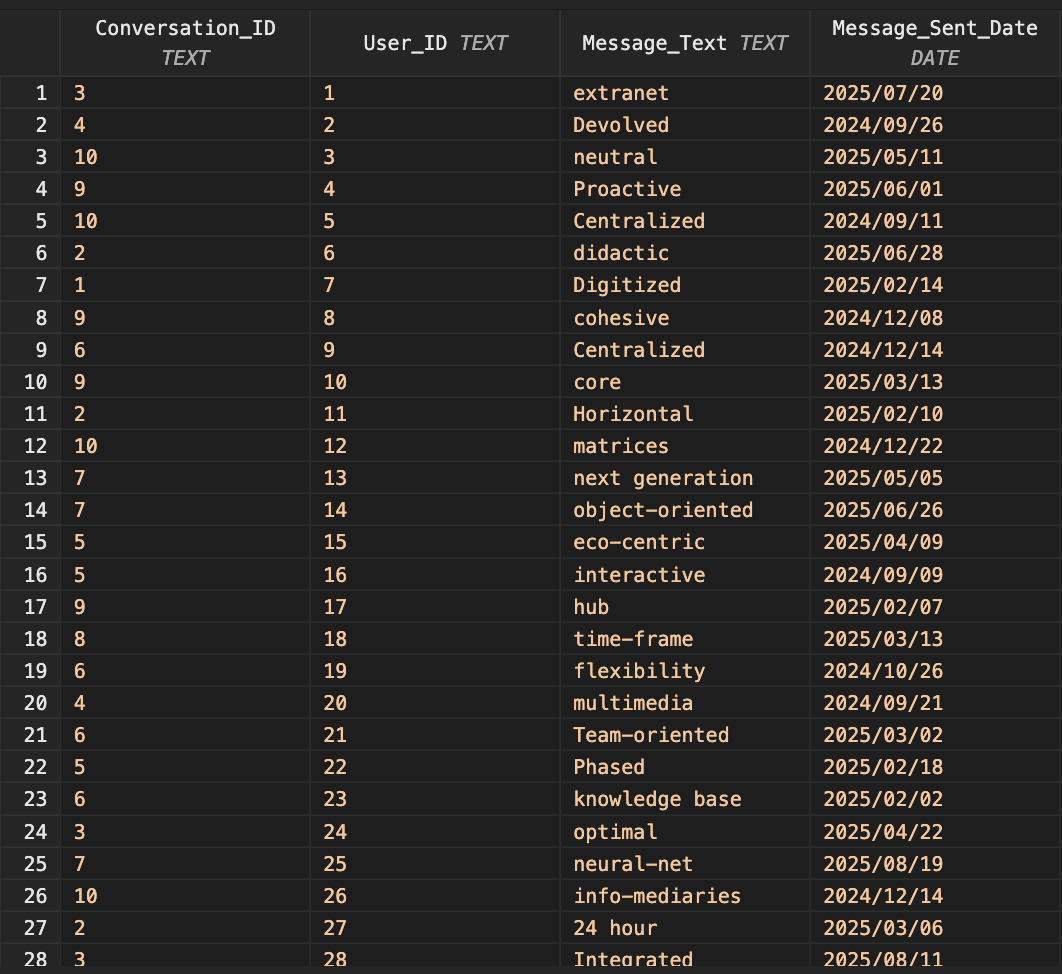 Conversation_ID User_ID TEXT Message_Text TEXT Message_Sent_Date
TEXT DATE
1 3 1 extranet 2025/07/20
2 4 2 Devolved 2024/09/26
3 10 3 neutral 2025/05/11
4 9 4 Proactive 2025/06/01
5 10 5 Centralized 2024/09/11
6 2 6 didactic 2025/06/28
7 1 7 Digitized 2025/02/14
8 9 8 cohesive 2024/12/08
9 6 9 Centralized 2024/12/14
10 9 10 core 2025/03/13
11 2 11 Horizontal 2025/02/10
12 10 12 matrices 2024/12/22
13 7 13 next generation 2025/05/05
14 7 14 object-oriented 2025/06/26
15 5 15 eco-centric 2025/04/09
16 5 16 interactive 2024/09/09
17 9 17 hub 2025/02/07
18 8 18 time-frame 2025/03/13
19 6 19 flexibility 2024/10/26
20 4 20 multimedia 2024/09/21
21 6 21 Team-oriented 2025/03/02
22 5 22 Phased 2025/02/18
23 6 23 knowledge base 2025/02/02
24 3 24 optimal 2025/04/22
25 7 25 neural-net 2025/08/19
26 10 26 info-mediaries 2024/12/14
27 2 27 24 hour 2025/03/06
28 3 28 Integrated 2025/08/11